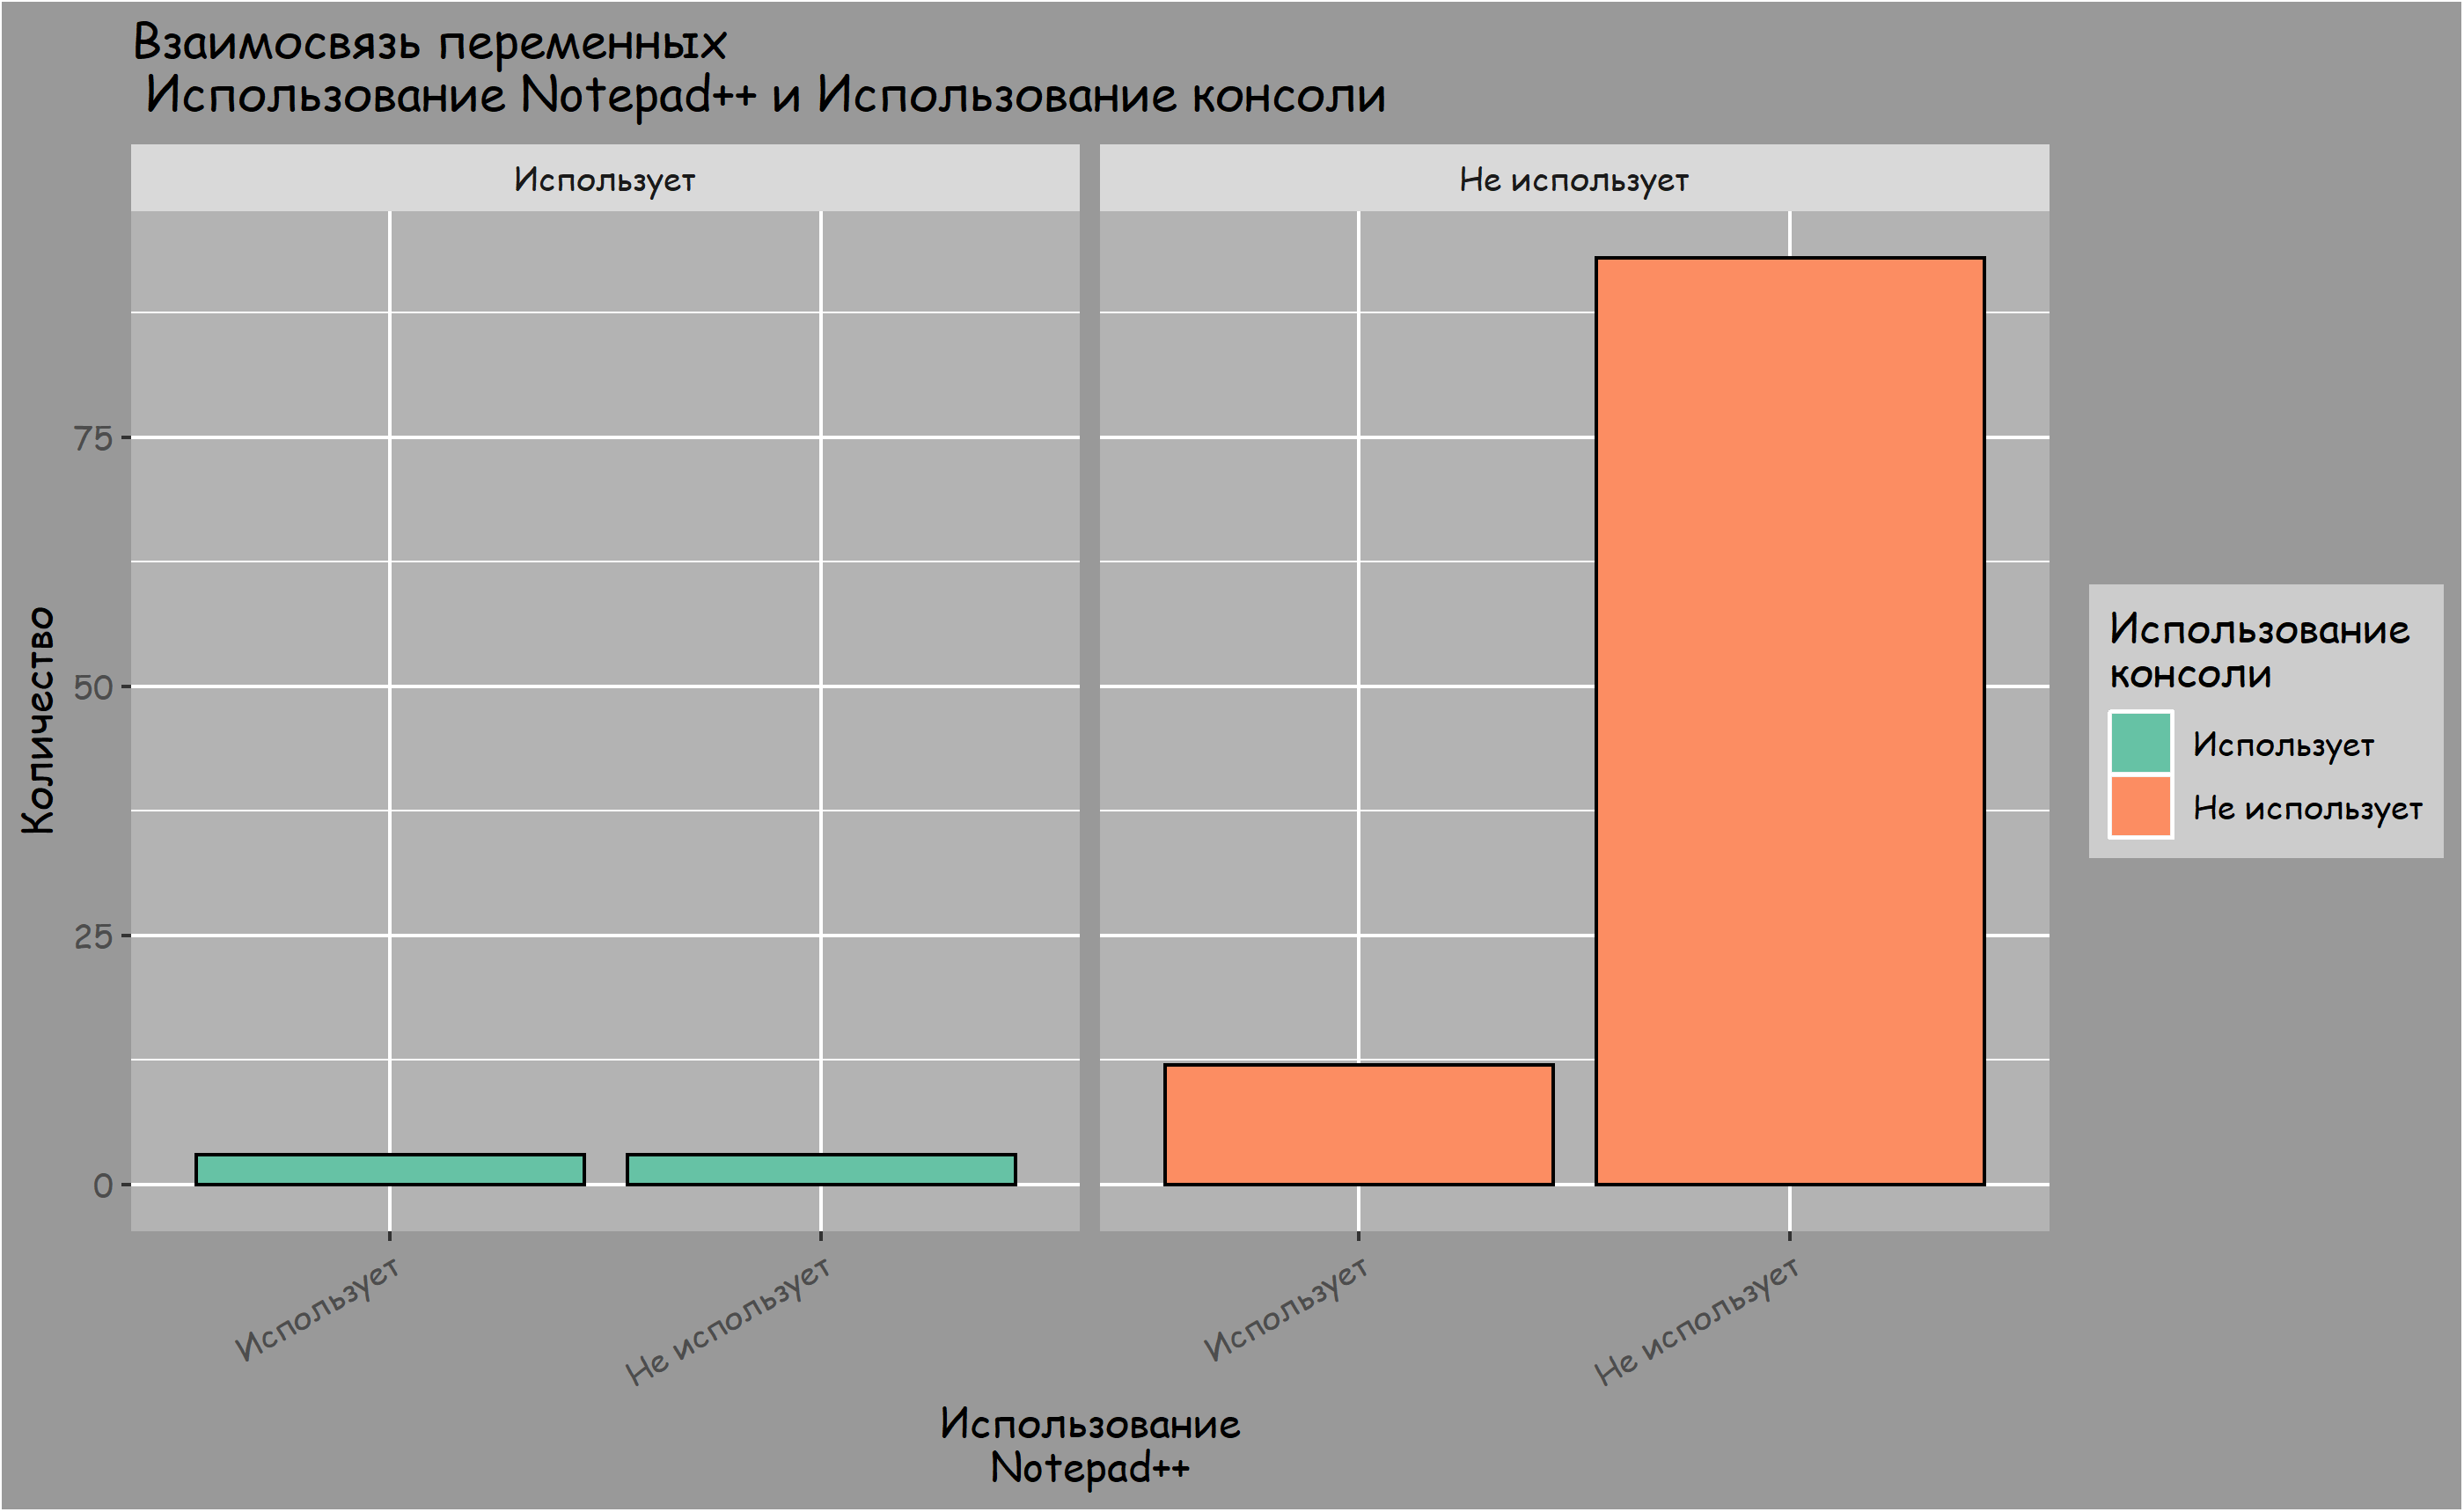 Взаимосвязь переменных
Использование Notepad++ и Использование консоли
Использует
Не использует
Количество
75
50
25
0
Использование
консоли
Использует
Не использует
Использует
Не использует
Использует
Не использует
Использование
Notepad++